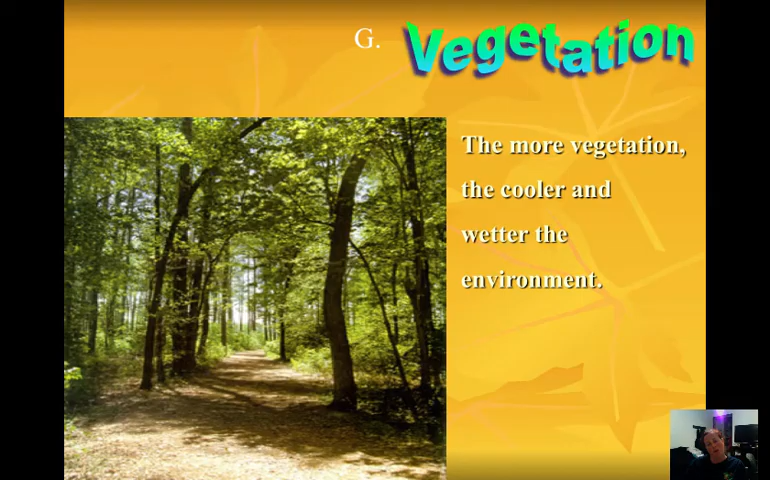 G. Vegetation
The more vegetation,
the cooler and
wetter the
environment.